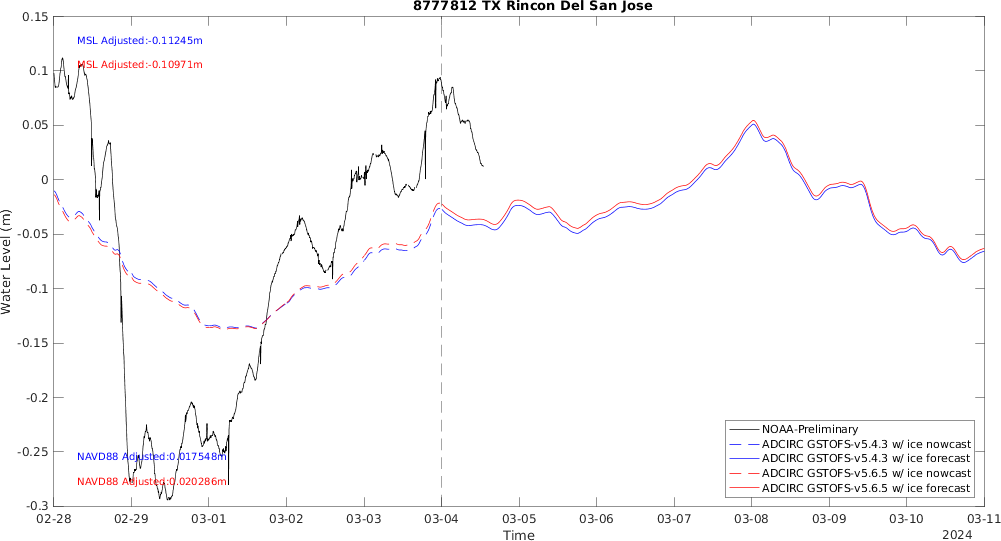 8777812 TX Rincon Del San Jose
0.15
0.1
0.05
0
-0.05
-0.1
-0.15
-0.2
-0.25
-0.3
Water Level (m)
MSL Adjusted:-0.11245m
MSL Adjusted:-0.10971m
NAVD88 Adjusted:0.017548m
NAVD88 Adjusted:0.020286m
NOAA-Preliminary
ADCIRC GSTOFS-v5.4.3 w/ ice nowcast
ADCIRC GSTOFS-v5.4.3 w/ ice forecast
ADCIRC GSTOFS-v5.6.5 w/ ice nowcast
ADCIRC GSTOFS-v5.6.5 w/ ice forecast
02-28 02-29 03-01 03-02 03-03 03-04 03-05 03-06 03-07 03-08 03-09 03-10 03-11
Time
2024